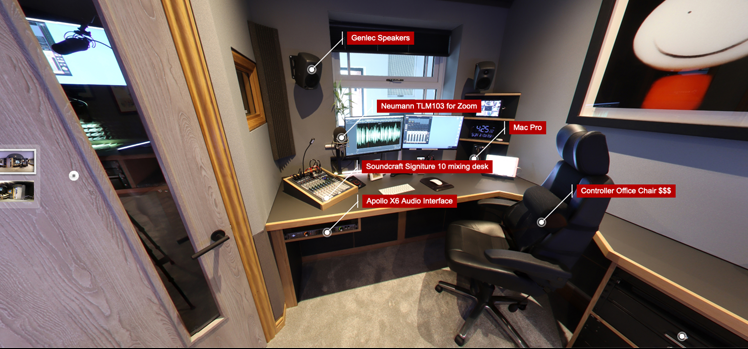 Genlec Speakers
Neumann TLM103 for Zoom
Mac Pro
Soundcraft Signiture 10 mixing desk
Controller Office Chair $$$
Apollo X6 Audio Interface